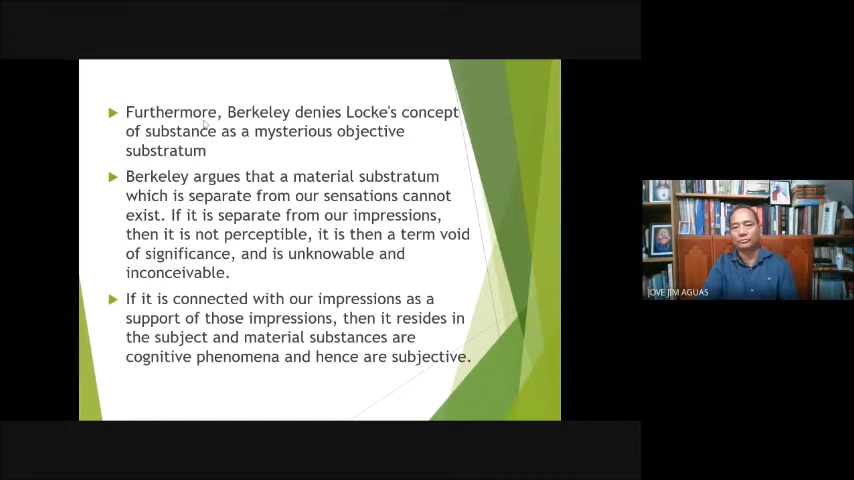 Furthermore, Berkeley denies Locke's concept
of substance as a mysterious objective
substratum
Berkeley argues that a material substratum
which is separate from our sensations cannot
exist. If it is separate from our impressions,
then it is not perceptible, it is then a term void
of significance, and is unknowable and
inconceivable.
If it is connected with our impressions as a
support of those impressions, then it resides in
the subject and material substances are
cognitive phenomena and hence are subjective.
JOVE JIM AGUAS